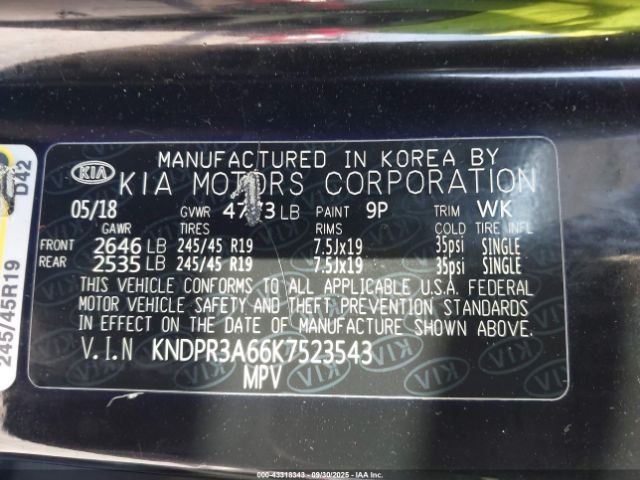 245/45R19
D42
KIA
MANUFACTURED IN KOREA BY
KIA MOTORS CORPORATION
05/18 GVWR LB PAINT 9P TRIM WK
GAWR TIRES RIMS COLD TIRE INFL
FRONT 2646 LB 245/45 R19 7.5Jx19 35psi SINGLE
REAR 2535 LB 245/45 R19 7.5Jx19 35psi SINGLE
THIS VEHICLE CONFORMS TO ALL APPLICABLE U.S.A. FEDERAL
MOTOR VEHICLE SAFETY AND THEFT PREVENTION STANDARDS
IN EFFECT ON THE DATE OF MANUFACTURE SHOWN ABOVE.
V.I.N KNDPR3A66K7523543
MPV
© IAA - 43318343 - (09/30/2025)